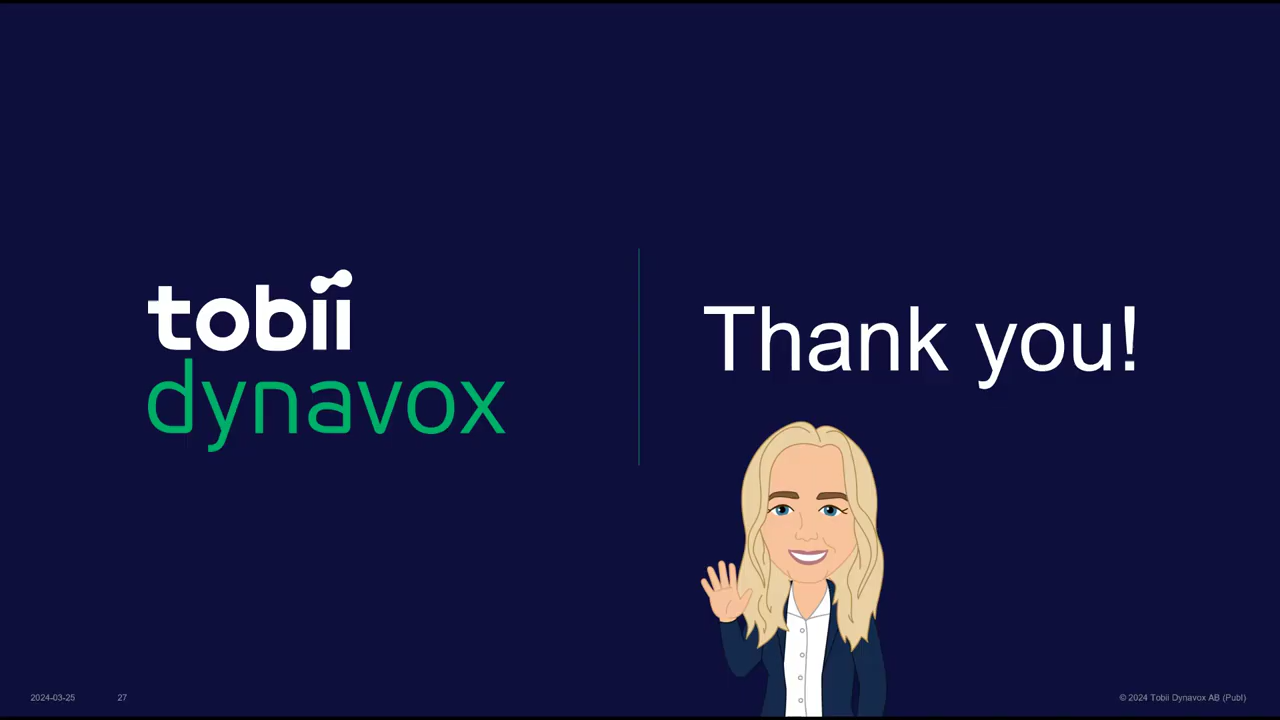 tobii
dynavox
Thank you!
2024-03-25
27
© 2024 Tobii Dynavox AB (Publ)